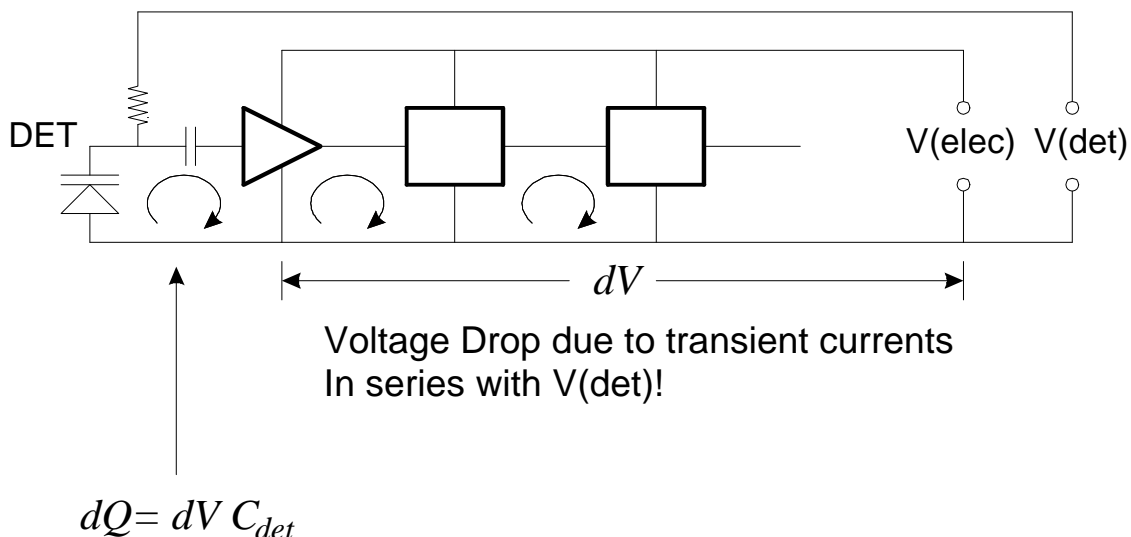 DET
V(elec) V(det)
dV
Voltage Drop due to transient currents
In series with V(det)!
dQ= dV C_det